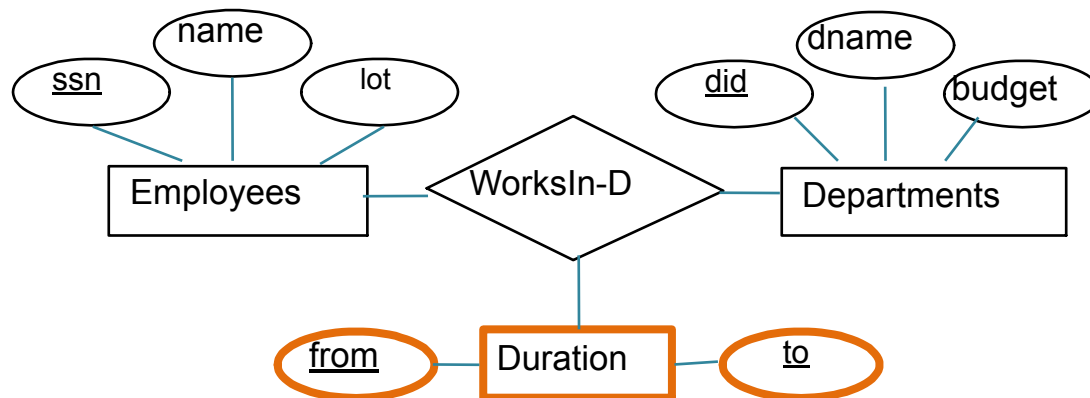 name
dname
ssn
lot
did
budget
Employees
WorksIn-D
Departments
from
Duration
to